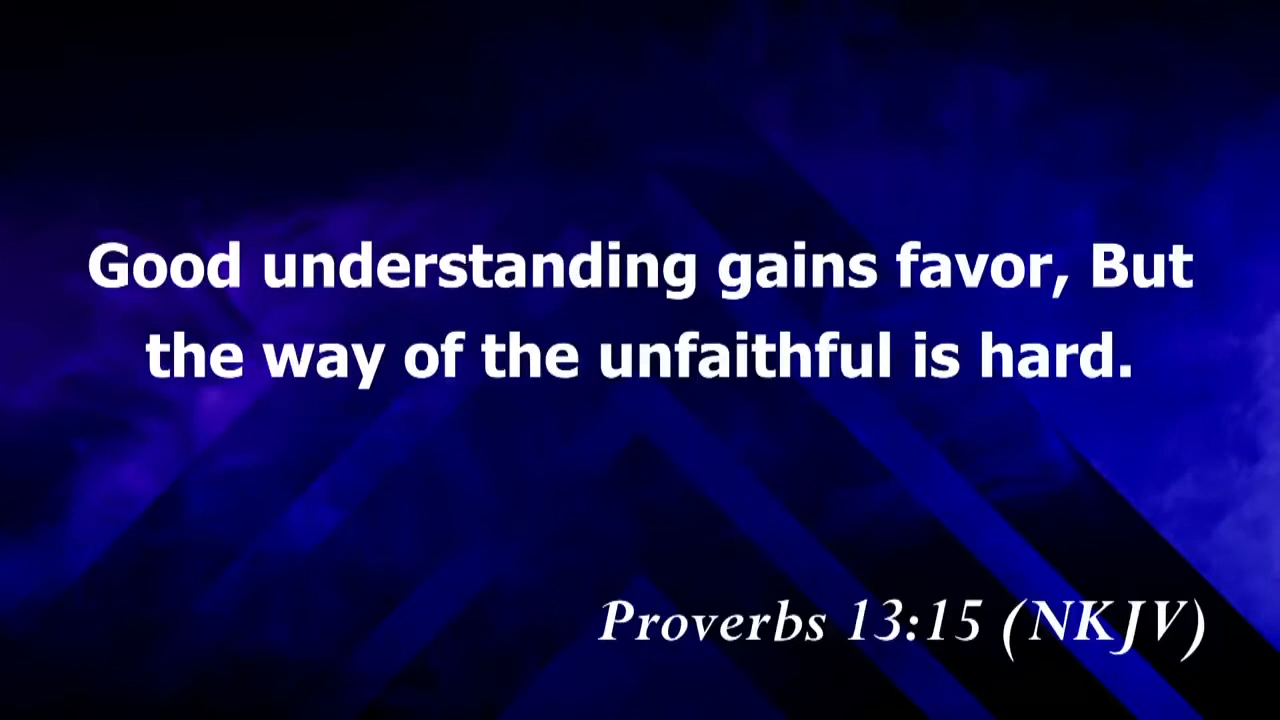 Good understanding gains favor, But
the way of the unfaithful is hard.
Proverbs 13:15 (NKJV)